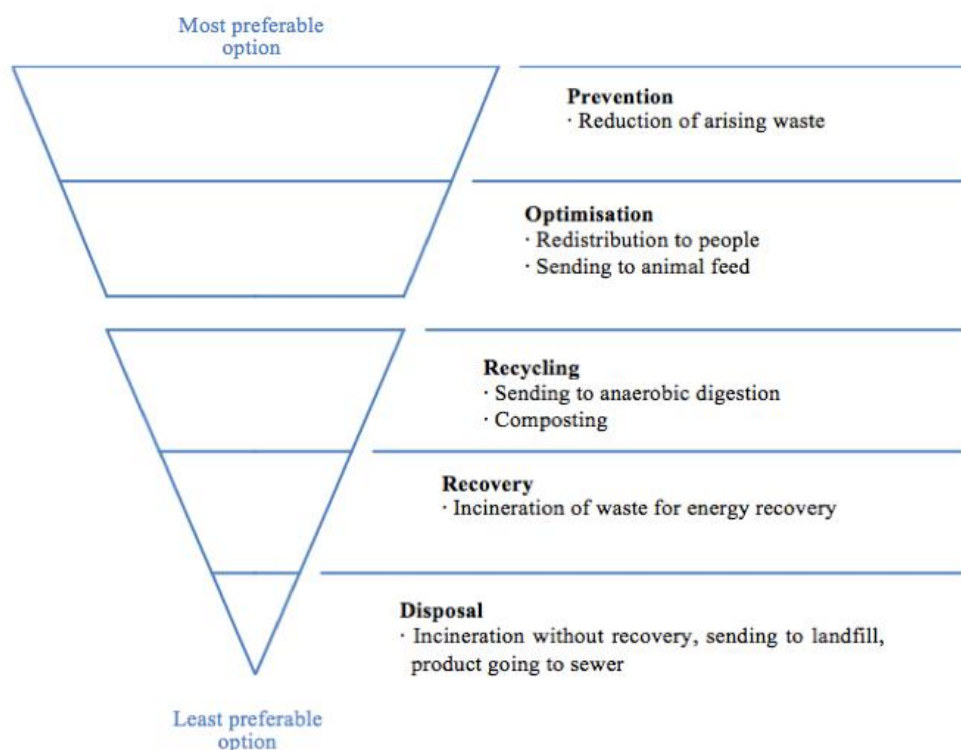 Most preferable
option
Prevention
· Reduction of arising waste
Optimisation
· Redistribution to people
· Sending to animal feed
Recycling
· Sending to anaerobic digestion
· Composting
Recovery
· Incineration of waste for energy recovery
Disposal
· Incineration without recovery, sending to landfill,
product going to sewer
Least preferable
option